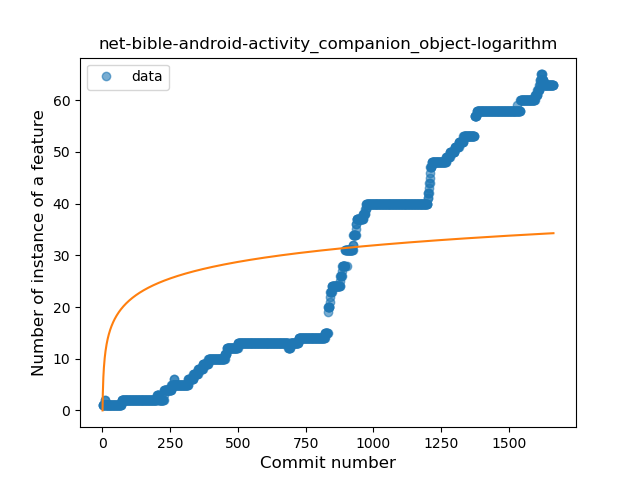 net-bible-android-activity_companion_object-logarithm
data
Number of instance of a feature
60
50
40
30
20
10
0
0 250 500 750 1000 1250 1500
Commit number